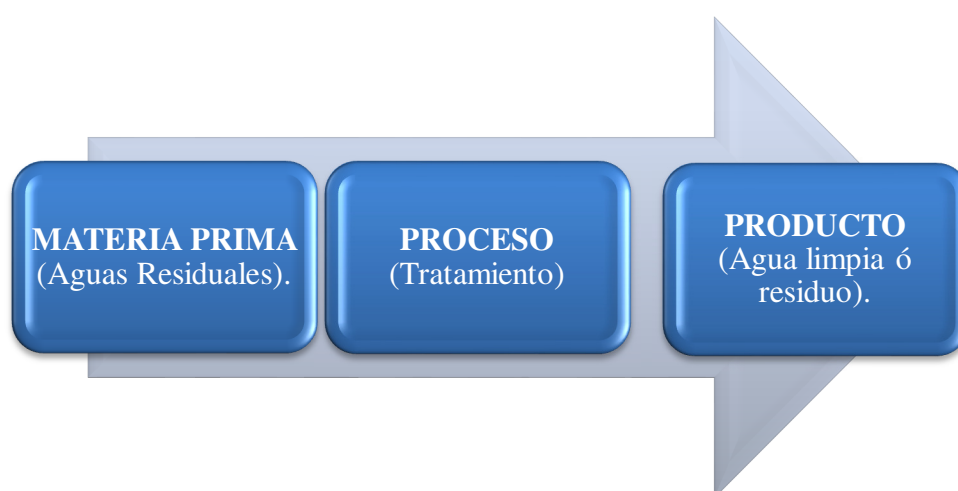 MATERIA PRIMA
(Aguas Residuales).
PROCESO
(Tratamiento)
PRODUCTO
(Agua limpia ó
residuo).